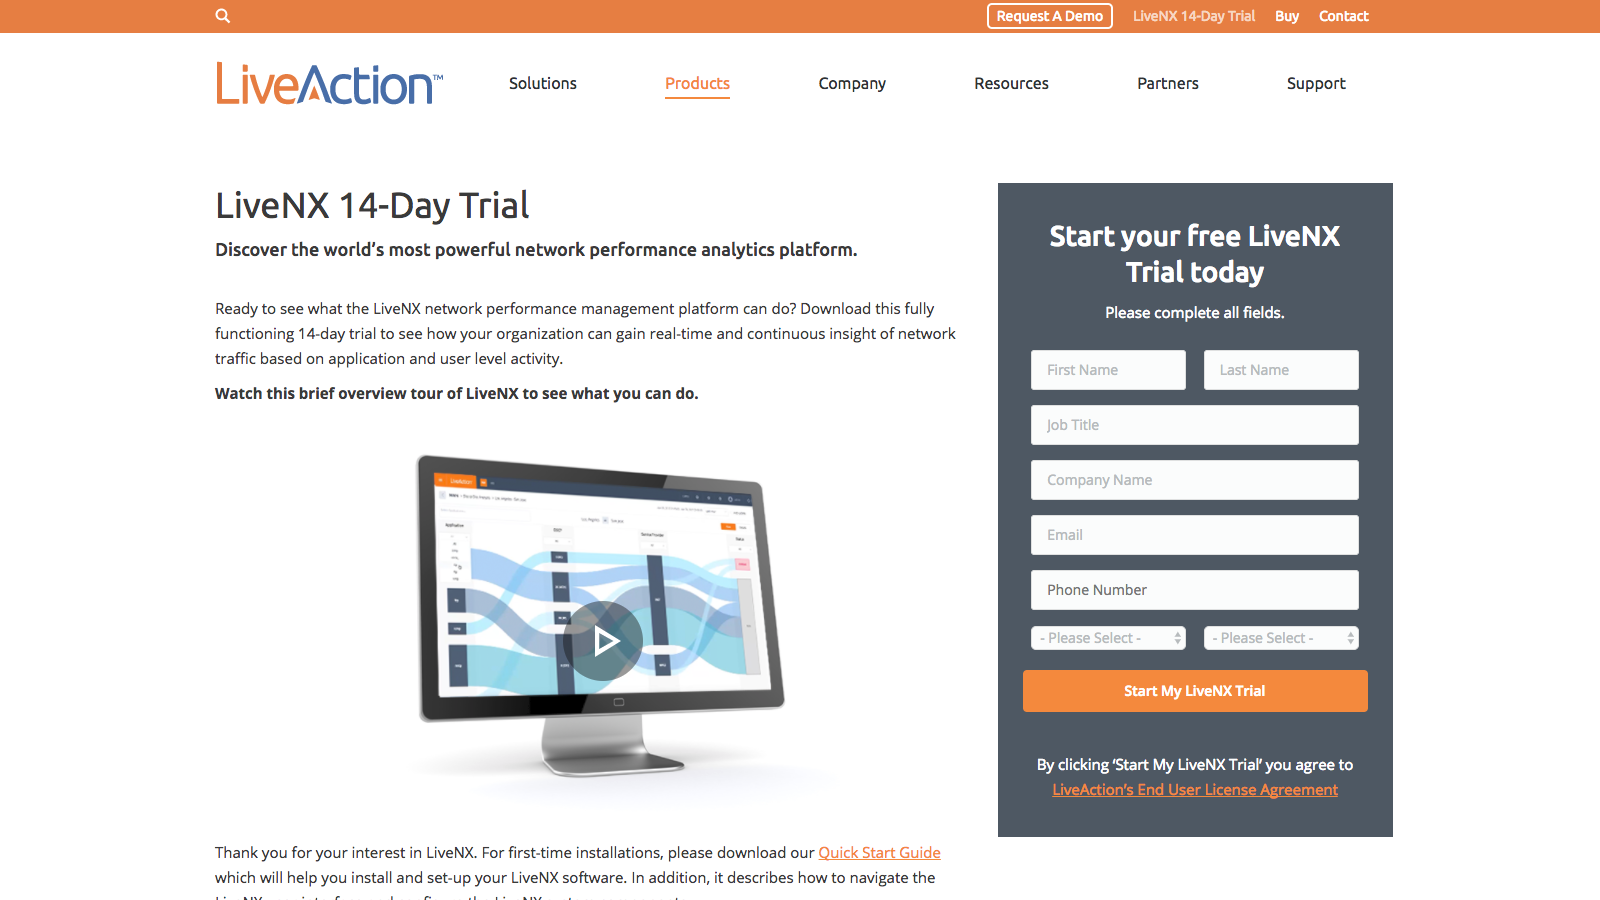 Request A Demo
LiveNX 14-Day Trial
Buy
Contact
LiveAction™
Solutions
Products
Company
Resources
Partners
Support
LiveNX 14-Day Trial
Discover the world's most powerful network performance analytics platform.
Ready to see what the LiveNX network performance management platform can do? Download this fully
functioning 14-day trial to see how your organization can gain real-time and continuous insight of network
traffic based on application and user level activity.
Watch this brief overview tour of LiveNX to see what you can do.
LiveAction
Application
Thank you for your interest in LiveNX. For first-time installations, please download our Quick Start Guide
which will help you install and set-up your LiveNX software. In addition, it describes how to navigate the
Start your free LiveNX
Trial today
Please complete all fields.
First Name
Last Name
Job Title
Company Name
Email
Phone Number
- Please Select -
- Please Select -
Start My LiveNX Trial
By clicking ‘Start My LiveNX Trial’ you agree to
LiveAction’s End User License Agreement